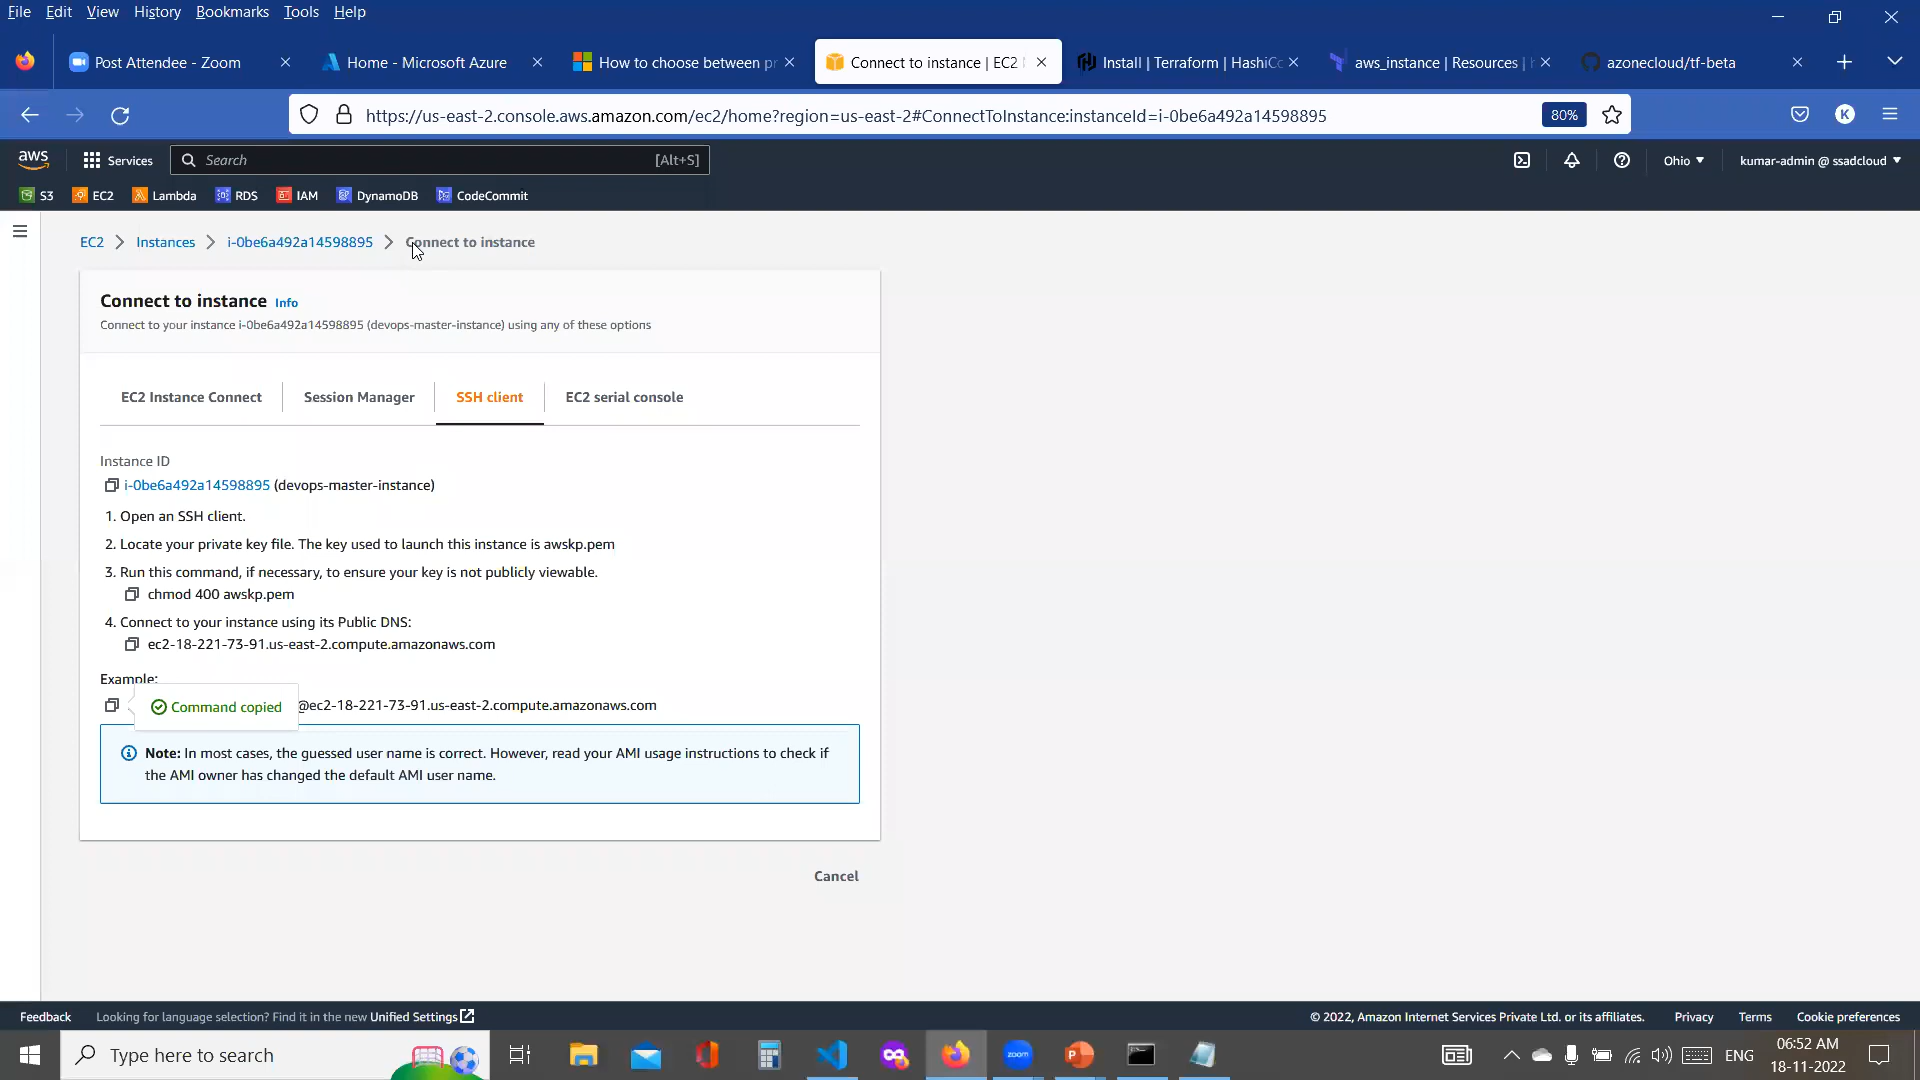 File Edit View History Bookmarks Tools Help
Post Attendee - Zoom
Home - Microsoft Azure
How to choose between pr
Connect to instance | EC2
Install | Terraform | HashiCo
aws_instance | Resources |
azonecloud/tf-beta
https://us-east-2.console.aws.amazon.com/ec2/home?region=us-east-2#ConnectToInstance:instanceId=i-0be6a492a14598895
80%
K
aws
Services
Search
[Alt+S]
Ohio
kumar-admin @ ssadcloud
S3 EC2 Lambda RDS IAM DynamoDB CodeCommit
EC2 > Instances > i-0be6a492a14598895 > Connect to instance
Connect to instance Info
Connect to your instance i-0be6a492a14598895 (devops-master-instance) using any of these options
EC2 Instance Connect
Session Manager
SSH client
EC2 serial console
Instance ID
i-0be6a492a14598895 (devops-master-instance)
1. Open an SSH client.
2. Locate your private key file. The key used to launch this instance is awskp.pem
3. Run this command, if necessary, to ensure your key is not publicly viewable.
chmod 400 awskp.pem
4. Connect to your instance using its Public DNS:
ec2-18-221-73-91.us-east-2.compute.amazonaws.com
Example:
Command copied
@ec2-18-221-73-91.us-east-2.compute.amazonaws.com
Note: In most cases, the guessed user name is correct. However, read your AMI usage instructions to check if
the AMI owner has changed the default AMI user name.
Cancel
Feedback
Looking for language selection? Find it in the new Unified Settings
© 2022, Amazon Internet Services Private Ltd. or its affiliates.
Privacy
Terms
Cookie preferences
Type here to search
zoom
ENG
06:52 AM
18-11-2022